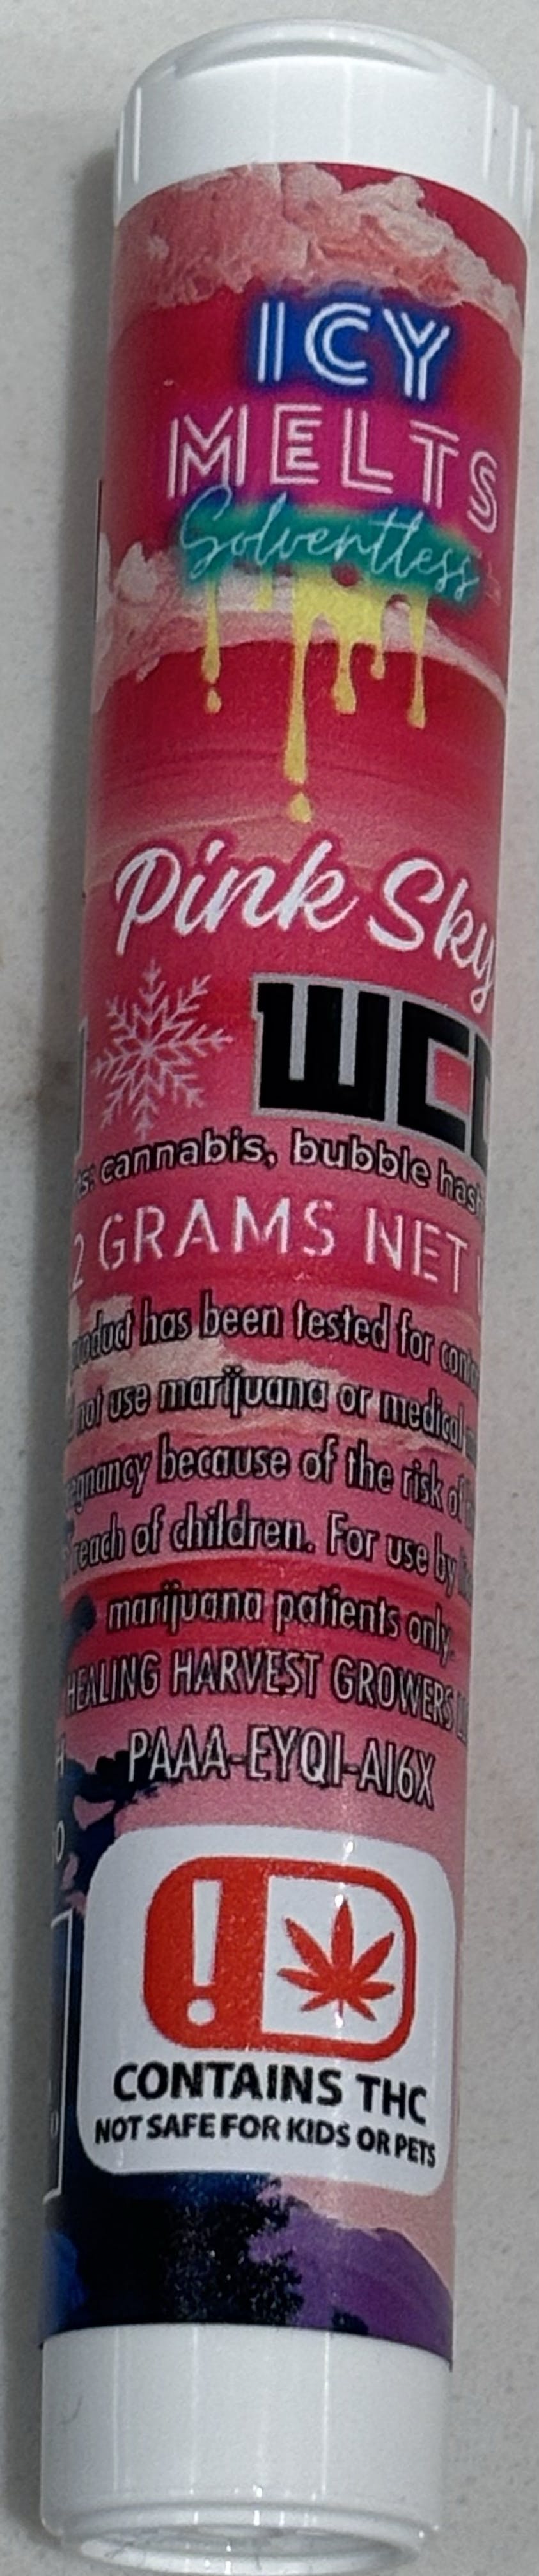 ICY
MELTS
Solventless
Pink Sky
cannabis, bubble hash
2 GRAMS NET
has been tested for
not use marijuana or medical
because of the risk of
reach of children. For use by
marijuana patients only.
HEALING HARVEST GROWERS
PAAA-EYQI-AI6X
CONTAINS THC
NOT SAFE FOR KIDS OR PETS